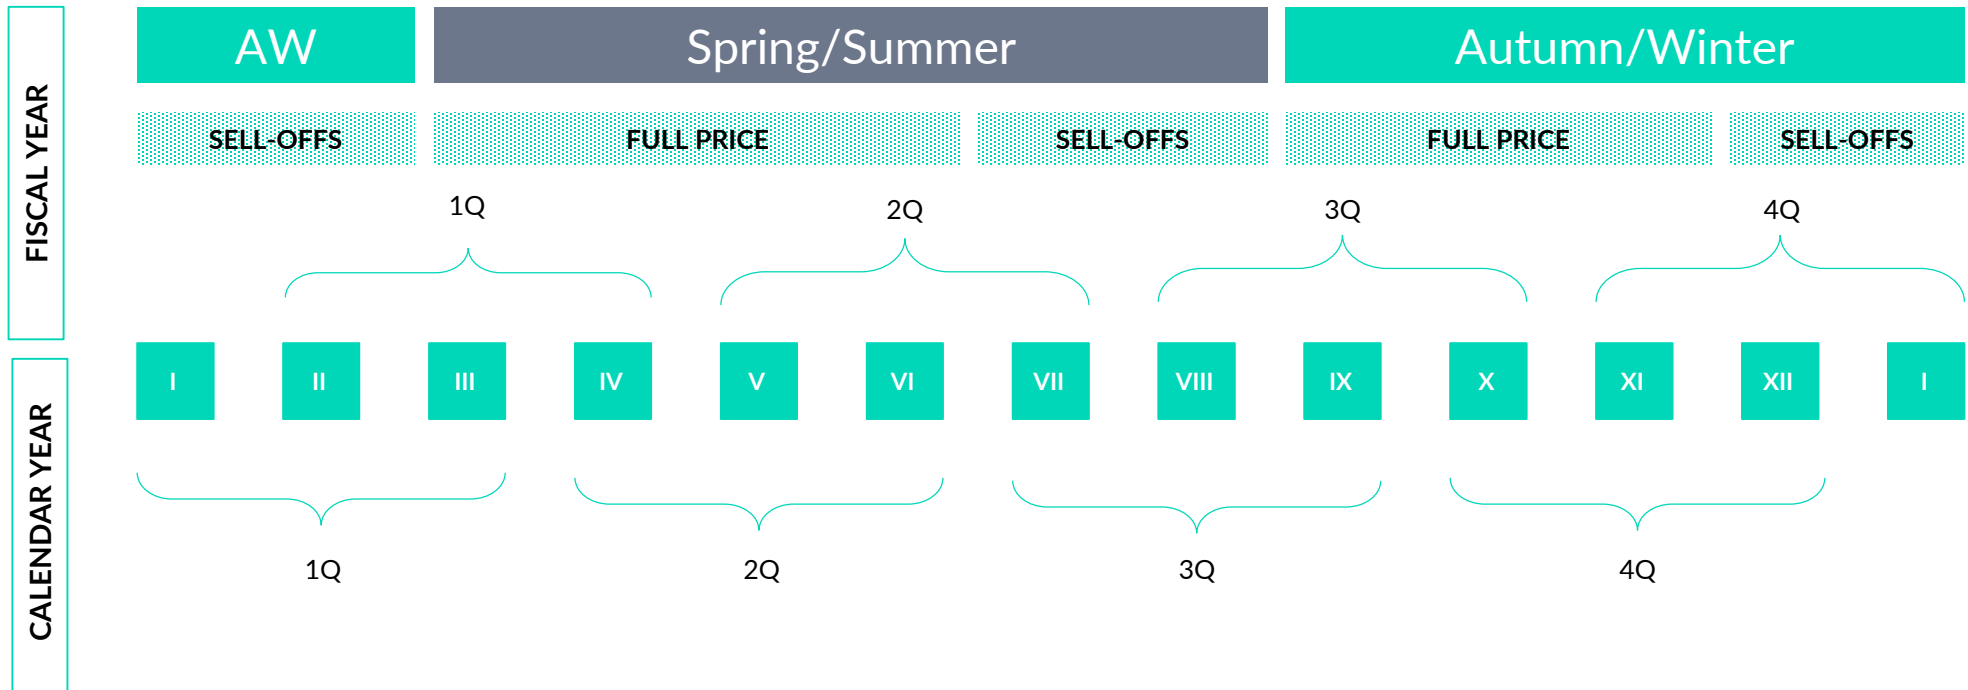 FISCAL YEAR
AW
Spring/Summer
Autumn/Winter
SELL-OFFS
FULL PRICE
SELL-OFFS
FULL PRICE
SELL-OFFS
1Q
2Q
3Q
4Q
I
II
III
IV
V
VI
VII
VIII
IX
X
XI
XII
I
CALENDAR YEAR
1Q
2Q
3Q
4Q